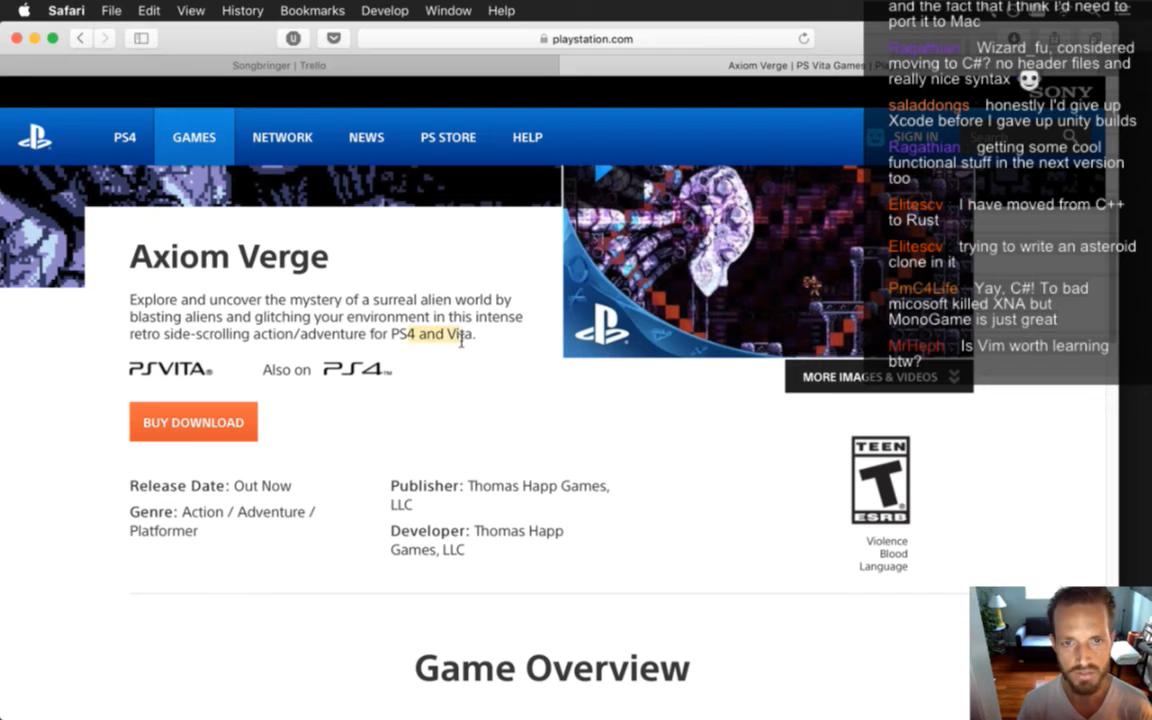 Safari File Edit View History Bookmarks Develop Window Help
playstation.com
Songbringer | Trello
Axiom Verge | PS Vita Games |
SONY
PS4 GAMES NETWORK NEWS PS STORE HELP
SIGN IN Search
Axiom Verge
Explore and uncover the mystery of a surreal alien world by
blasting aliens and glitching your environment in this intense
retro side-scrolling action/adventure for PS4 and Vita.
PSVITA® Also on PS4™
BUY DOWNLOAD
MORE IMAGES & VIDEOS
Release Date: Out Now
Genre: Action / Adventure /
Platformer
Publisher: Thomas Happ Games,
LLC
Developer: Thomas Happ
Games, LLC
TEEN
T
ESRB
Violence
Blood
Language
Game Overview
and the fact that I think I'd need to
port it to Mac
Ragathian Wizard_fu, considered
moving to C#? no header files and
really nice syntax
saladdongs honestly I'd give up
Xcode before I gave up unity builds
Ragathian getting some cool
functional stuff in the next version
too
Elitescv I have moved from C++
to Rust
Elitescv trying to write an asteroid
clone in it
PmC4Life Yay, C#! To bad
micosoft killed XNA but
MonoGame is just great
MrHeph Is Vim worth learning
btw?